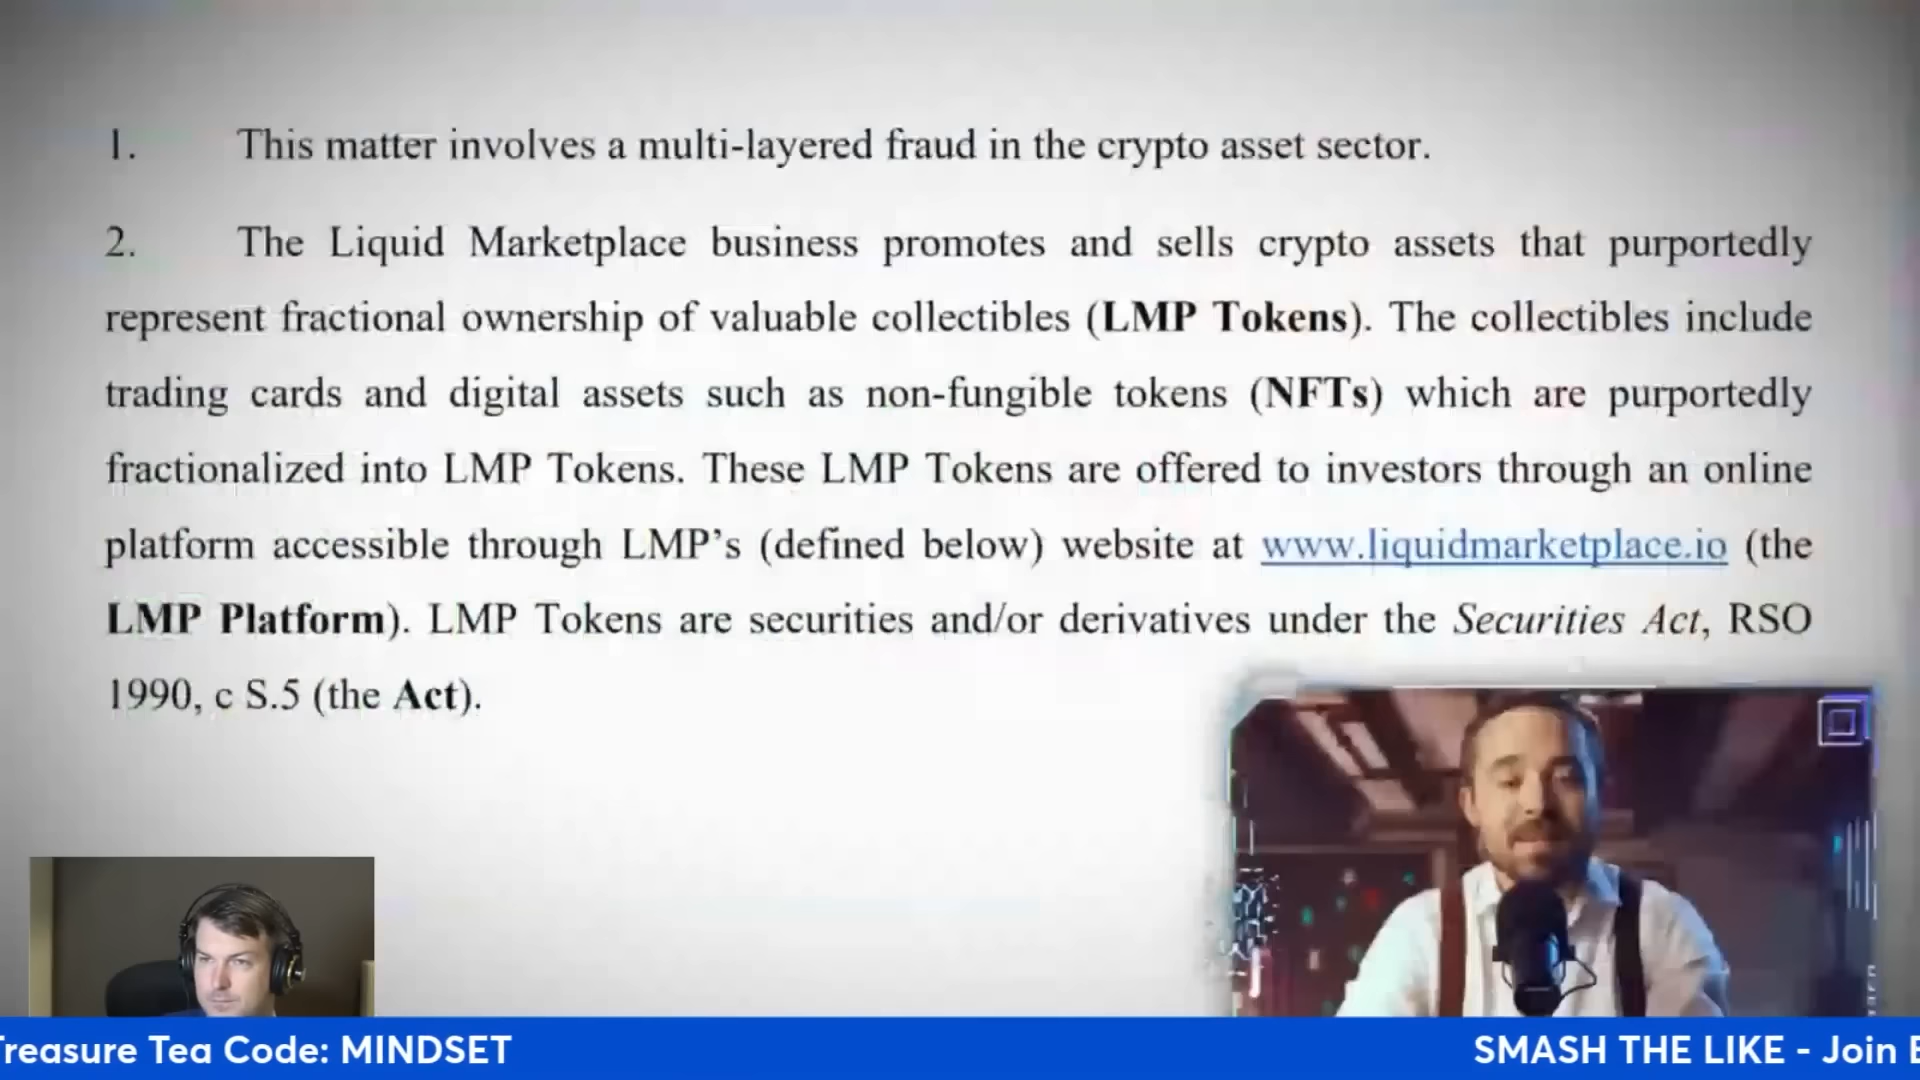 1. This matter involves a multi-layered fraud in the crypto asset sector.
2. The Liquid Marketplace business promotes and sells crypto assets that purportedly
represent fractional ownership of valuable collectibles (LMP Tokens). The collectibles include
trading cards and digital assets such as non-fungible tokens (NFTs) which are purportedly
fractionalized into LMP Tokens. These LMP Tokens are offered to investors through an online
platform accessible through LMP's (defined below) website at www.liquidmarketplace.io (the
LMP Platform). LMP Tokens are securities and/or derivatives under the Securities Act, RSO
1990, c S.5 (the Act).
Treasure Tea Code: MINDSET
SMASH THE LIKE - Join